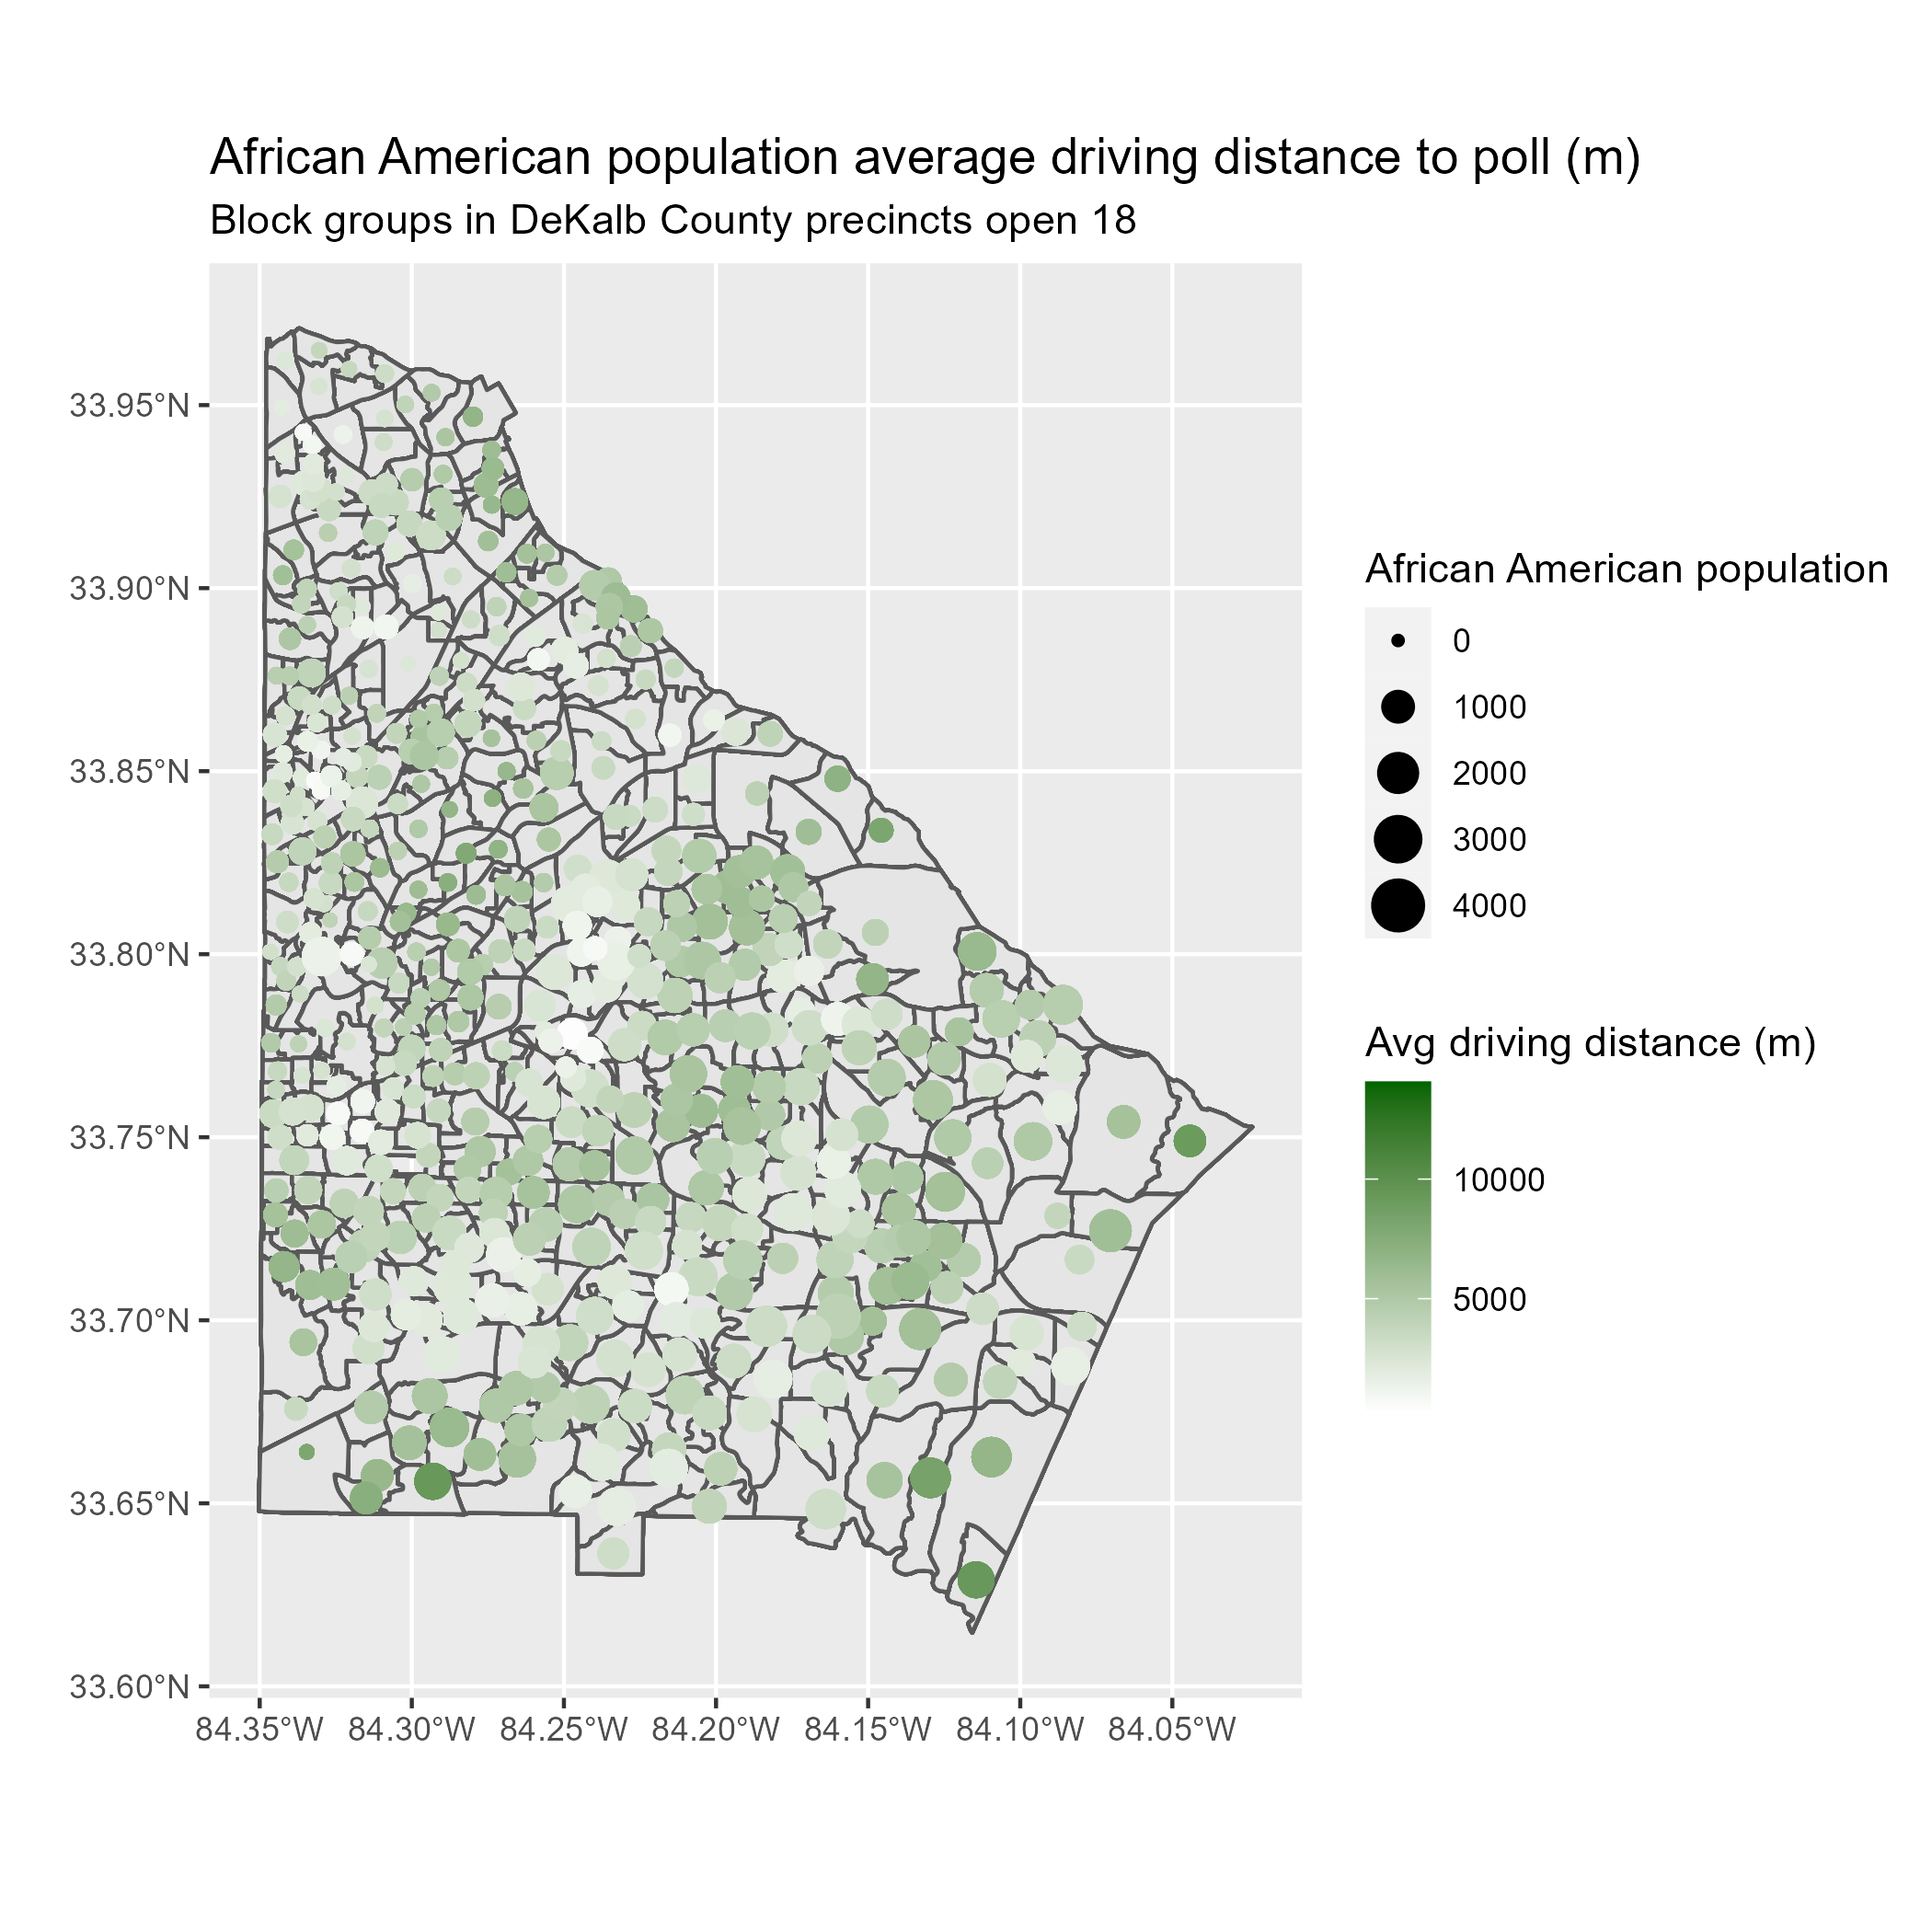 African American population average driving distance to poll (m)
Block groups in DeKalb County precincts open 18
33.95°N
33.90°N
33.85°N
33.80°N
33.75°N
33.70°N
33.65°N
33.60°N
84.35°W 84.30°W 84.25°W 84.20°W 84.15°W 84.10°W 84.05°W
African American population
0
1000
2000
3000
4000
Avg driving distance (m)
10000
5000